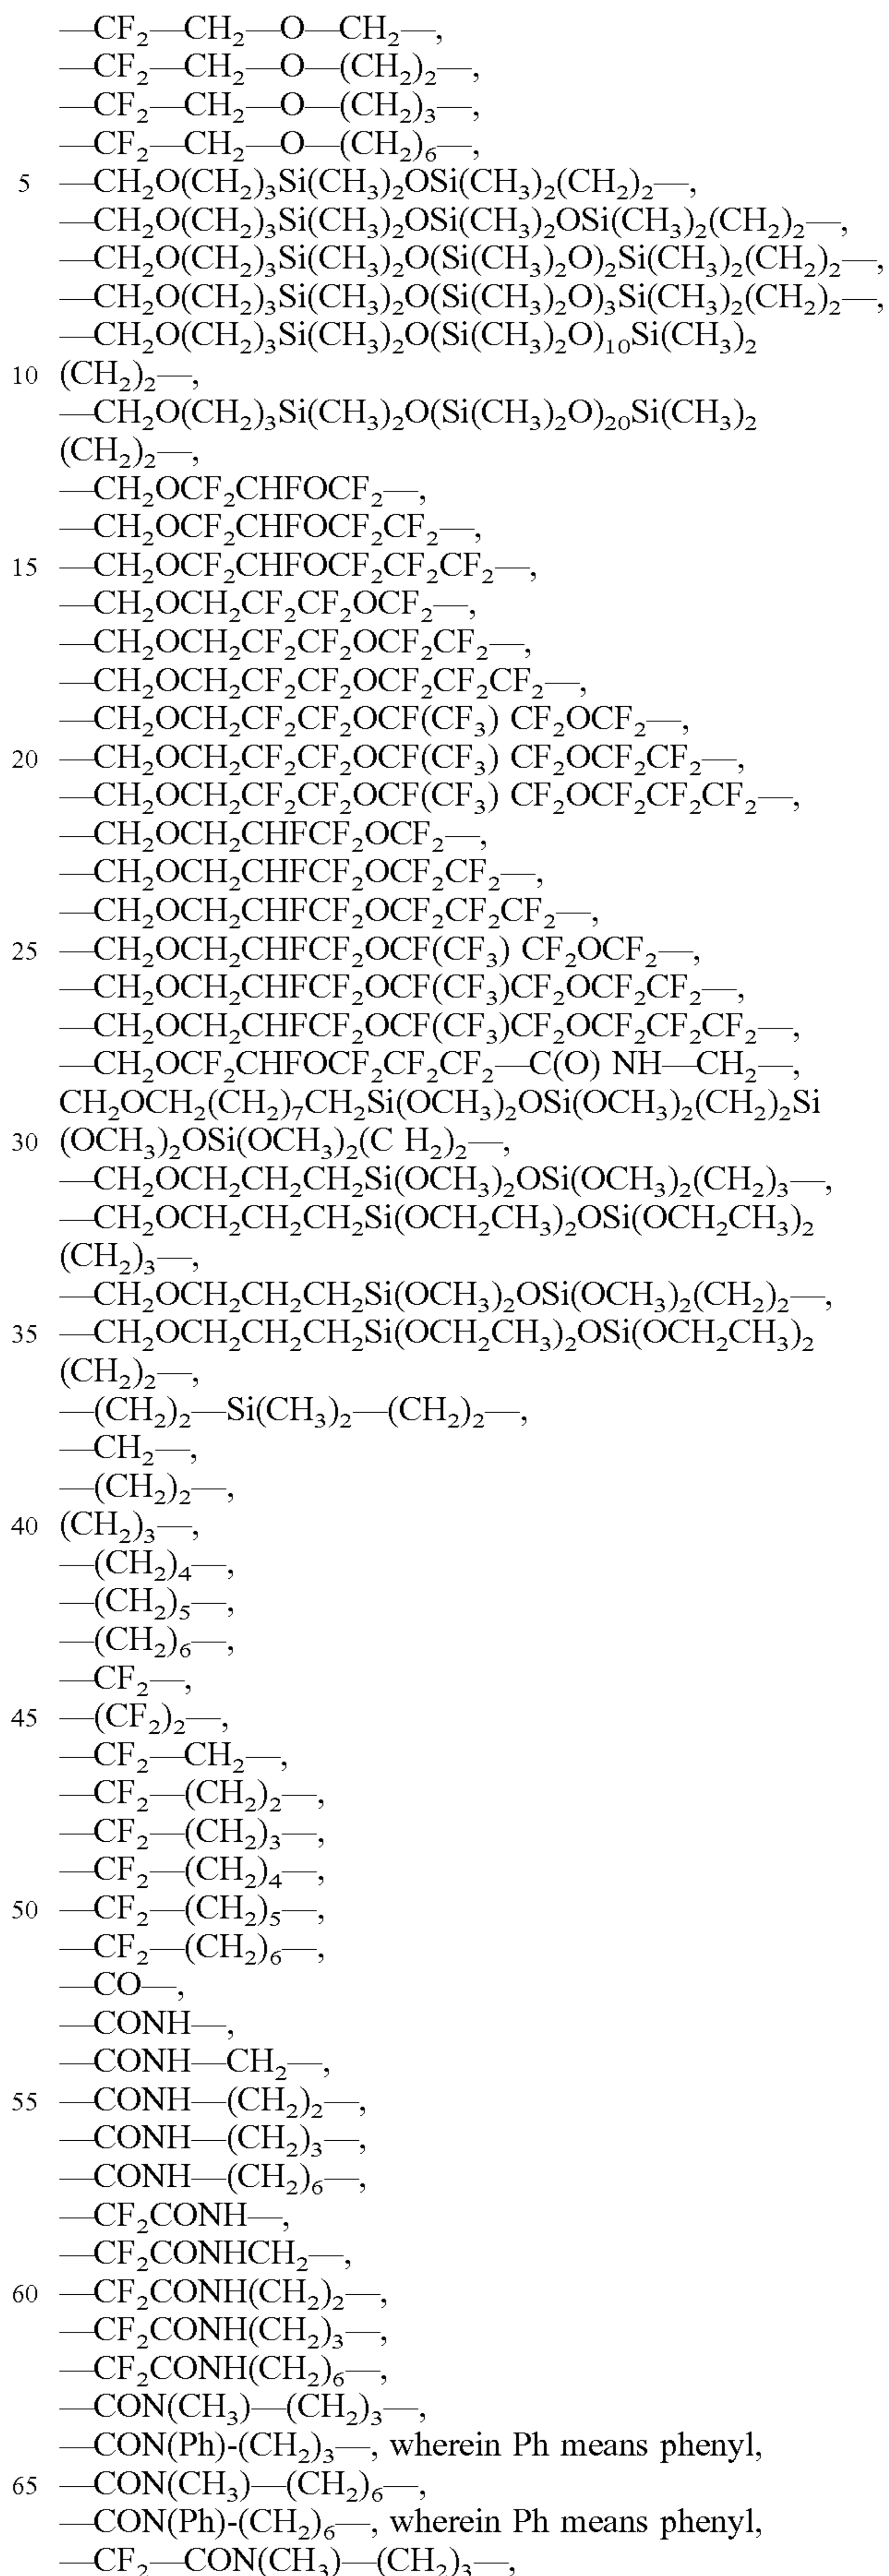 —CF₂—CH₂—O—CH₂—,
—CF₂—CH₂—O—(CH₂)₂—,
—CF₂—CH₂—O—(CH₂)₃—,
—CF₂—CH₂—O—(CH₂)₆—,
5 —CH₂O(CH₂)₃Si(CH₃)₂OSi(CH₃)₂(CH₂)₂—,
—CH₂O(CH₂)₃Si(CH₃)₂OSi(CH₃)₂OSi(CH₃)₂(CH₂)₂—,
—CH₂O(CH₂)₃Si(CH₃)₂O(Si(CH₃)₂O)₂Si(CH₃)₂(CH₂)₂—,
—CH₂O(CH₂)₃Si(CH₃)₂O(Si(CH₃)₂O)₃Si(CH₃)₂(CH₂)₂—,
—CH₂O(CH₂)₃Si(CH₃)₂O(Si(CH₃)₂O)₁₀Si(CH₃)₂
10 (CH₂)₂—,
—CH₂O(CH₂)₃Si(CH₃)₂O(Si(CH₃)₂O)₂₀Si(CH₃)₂
(CH₂)₂—,
—CH₂OCF₂CHFOCF₂—,
—CH₂OCF₂CHFOCF₂CF₂—,
15 —CH₂OCF₂CHFOCF₂CF₂CF₂—,
—CH₂OCH₂CF₂CF₂OCF₂—,
—CH₂OCH₂CF₂CF₂OCF₂CF₂—,
—CH₂OCH₂CF₂CF₂OCF₂CF₂CF₂—,
—CH₂OCH₂CF₂CF₂OCF(CF₃) CF₂OCF₂—,
20 —CH₂OCH₂CF₂CF₂OCF(CF₃) CF₂OCF₂CF₂—,
—CH₂OCH₂CF₂CF₂OCF(CF₃) CF₂OCF₂CF₂CF₂—,
—CH₂OCH₂CHFCF₂OCF₂—,
—CH₂OCH₂CHFCF₂OCF₂CF₂—,
—CH₂OCH₂CHFCF₂OCF₂CF₂CF₂—,
25 —CH₂OCH₂CHFCF₂OCF(CF₃) CF₂OCF₂—,
—CH₂OCH₂CHFCF₂OCF(CF₃)CF₂OCF₂CF₂—,
—CH₂OCH₂CHFCF₂OCF(CF₃)CF₂OCF₂CF₂CF₂—,
—CH₂OCF₂CHFOCF₂CF₂CF₂—C(O) NH—CH₂—,
CH₂OCH₂(CH₂)₇CH₂Si(OCH₃)₂OSi(OCH₃)₂(CH₂)₂Si
30 (OCH₃)₂OSi(OCH₃)₂(C H₂)₂—,
—CH₂OCH₂CH₂CH₂Si(OCH₃)₂OSi(OCH₃)₂(CH₂)₃—,
—CH₂OCH₂CH₂CH₂Si(OCH₂CH₃)₂OSi(OCH₂CH₃)₂
(CH₂)₃—,
—CH₂OCH₂CH₂CH₂Si(OCH₃)₂OSi(OCH₃)₂(CH₂)₂—,
35 —CH₂OCH₂CH₂CH₂Si(OCH₂CH₃)₂OSi(OCH₂CH₃)₂
(CH₂)₂—,
—(CH₂)₂—Si(CH₃)₂—(CH₂)₂—,
—CH₂—,
—(CH₂)₂—,
40 (CH₂)₃—,
—(CH₂)₄—,
—(CH₂)₅—,
—(CH₂)₆—,
—CF₂—,
45 —(CF₂)₂—,
—CF₂—CH₂—,
—CF₂—(CH₂)₂—,
—CF₂—(CH₂)₃—,
—CF₂—(CH₂)₄—,
50 —CF₂—(CH₂)₅—,
—CF₂—(CH₂)₆—,
—CO—,
—CONH—,
—CONH—CH₂—,
55 —CONH—(CH₂)₂—,
—CONH—(CH₂)₃—,
—CONH—(CH₂)₆—,
—CF₂CONH—,
—CF₂CONHCH₂—,
60 —CF₂CONH(CH₂)₂—,
—CF₂CONH(CH₂)₃—,
—CF₂CONH(CH₂)₆—,
—CON(CH₃)—(CH₂)₃—,
—CON(Ph)-(CH₂)₃—, wherein Ph means phenyl,
65 —CON(CH₃)—(CH₂)₆—,
—CON(Ph)-(CH₂)₆—, wherein Ph means phenyl,
—CF₂—CON(CH₃)—(CH₂)₃—,